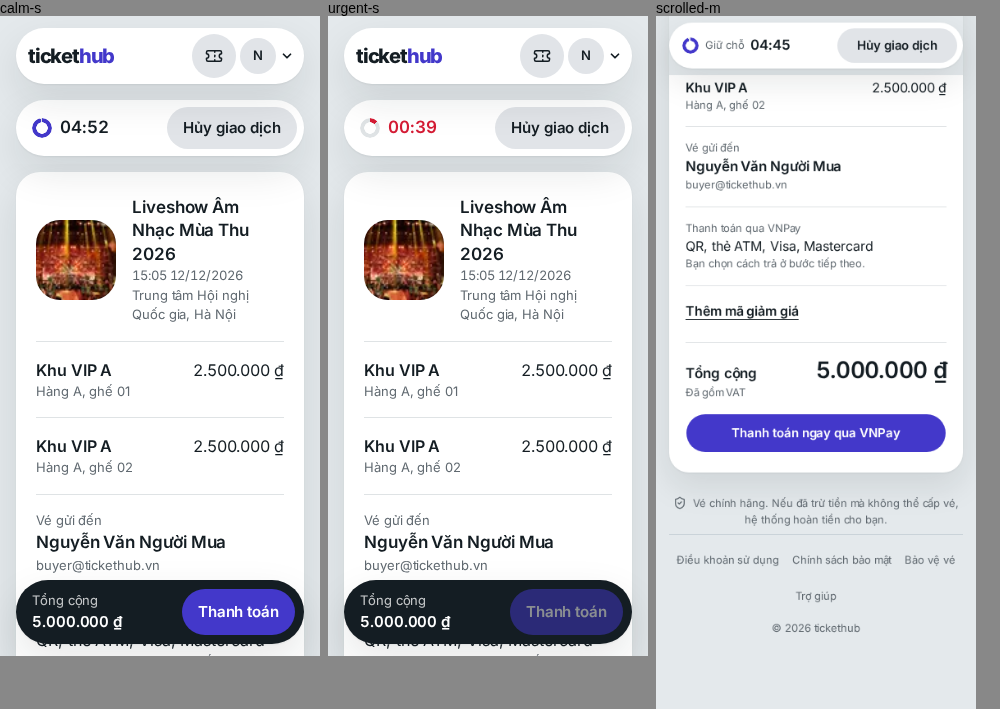 calm-s
tickethub
N
04:52
Hủy giao dịch
Liveshow Âm
Nhạc Mùa Thu
2026
15:05 12/12/2026
Trung tâm Hội nghị
Quốc gia, Hà Nội
Khu VIP A
2.500.000 ₫
Hàng A, ghế 01
Khu VIP A
2.500.000 ₫
Hàng A, ghế 02
Vé gửi đến
Nguyễn Văn Người Mua
buyer@tickethub.vn
Tổng cộng
5.000.000 ₫
Thanh toán
QR, thẻ ATM, Visa, Mastercard
urgent-s
tickethub
N
00:39
Hủy giao dịch
Liveshow Âm
Nhạc Mùa Thu
2026
15:05 12/12/2026
Trung tâm Hội nghị
Quốc gia, Hà Nội
Khu VIP A
2.500.000 ₫
Hàng A, ghế 01
Khu VIP A
2.500.000 ₫
Hàng A, ghế 02
Vé gửi đến
Nguyễn Văn Người Mua
buyer@tickethub.vn
Tổng cộng
5.000.000 ₫
Thanh toán
QR, thẻ ATM, Visa, Mastercard
scrolled-m
Giữ chỗ 04:45
Hủy giao dịch
Khu VIP A
2.500.000 ₫
Hàng A, ghế 02
Vé gửi đến
Nguyễn Văn Người Mua
buyer@tickethub.vn
Thanh toán qua VNPay
QR, thẻ ATM, Visa, Mastercard
Bạn chọn cách trả ở bước tiếp theo.
Thêm mã giảm giá
Tổng cộng
5.000.000 ₫
Đã gồm VAT
Thanh toán ngay qua VNPay
Vé chính hãng. Nếu đã trừ tiền mà không thể cấp vé,
hệ thống hoàn tiền cho bạn.
Điều khoản sử dụng
Chính sách bảo mật
Bảo vệ vé
Trợ giúp
© 2026 tickethub